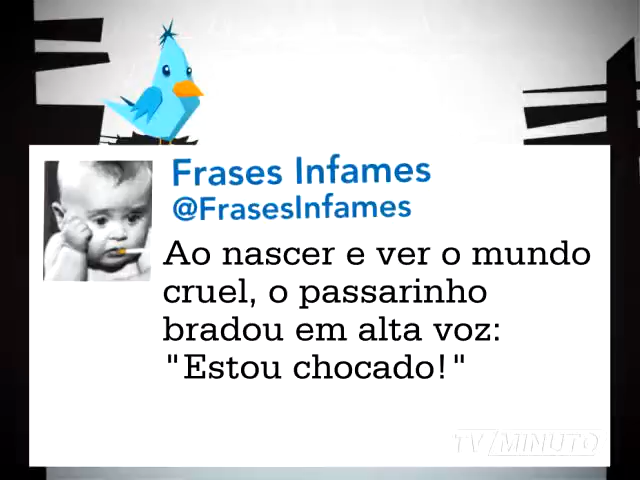 Frases Infames
@FrasesInfames
Ao nascer e ver o mundo
cruel, o passarinho
bradou em alta voz:
"Estou chocado!"
TV MINUTO